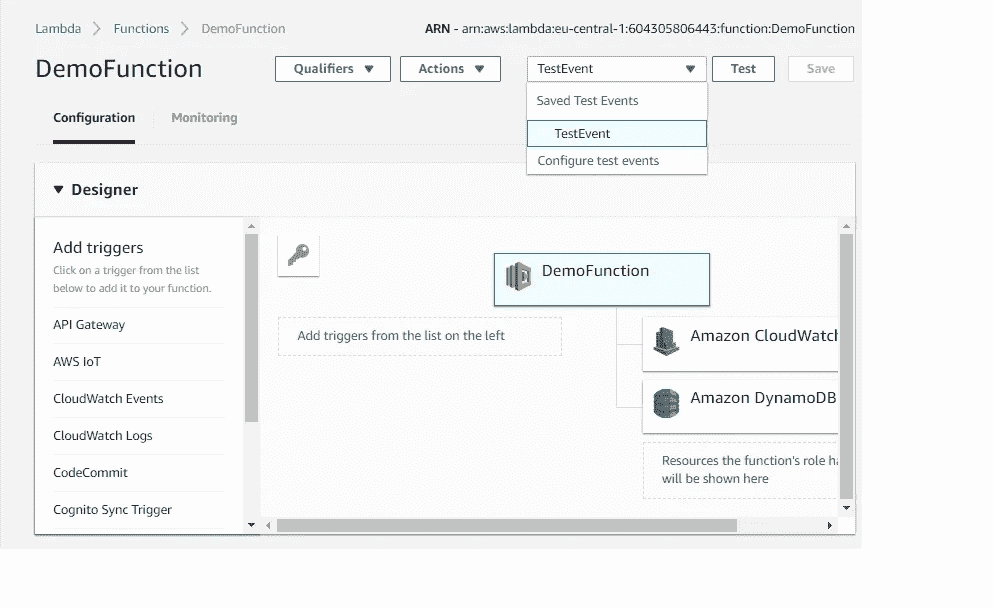 Lambda > Functions > DemoFunction
ARN - arn:aws:lambda:eu-central-1:604305806443:function:DemoFunction
DemoFunction
Qualifiers
Actions
TestEvent
Test
Save
Saved Test Events
TestEvent
Configure test events
Configuration
Monitoring
Designer
Add triggers
Click on a trigger from the list
below to add it to your function.
API Gateway
AWS IoT
CloudWatch Events
CloudWatch Logs
CodeCommit
Cognito Sync Trigger
Add triggers from the list on the left
DemoFunction
Amazon CloudWatch
Amazon DynamoDB
Resources the function's role ha
will be shown here